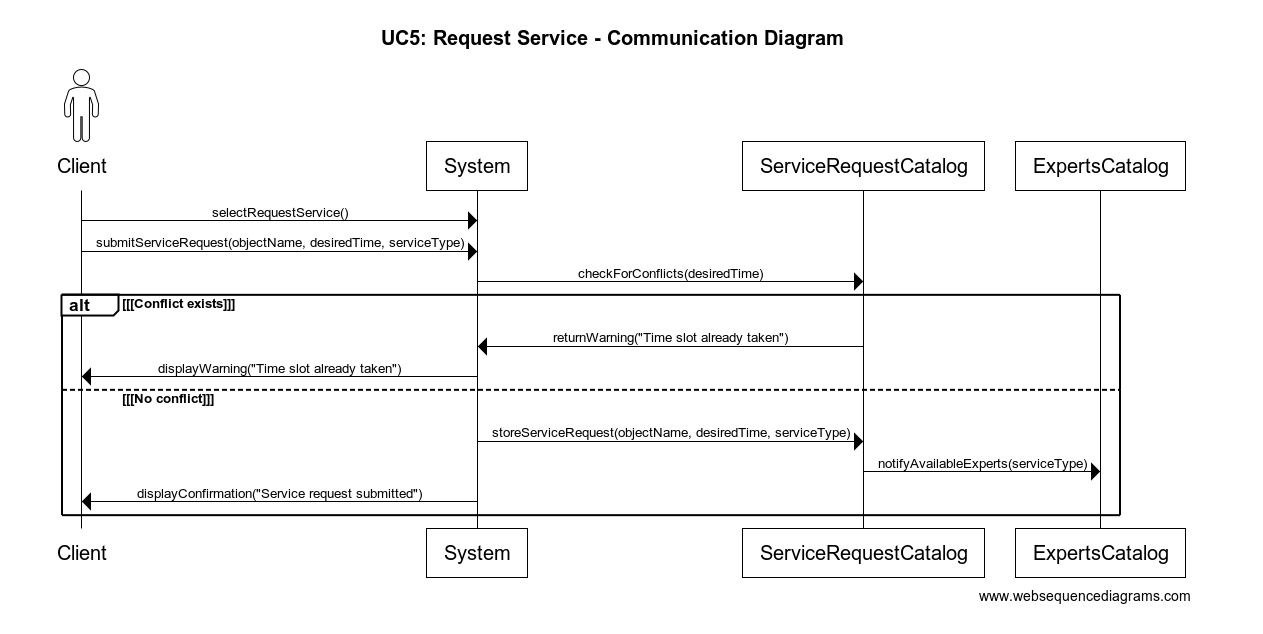 UC5: Request Service - Communication Diagram
Client
System
ServiceRequestCatalog
ExpertsCatalog
selectRequestService()
submitServiceRequest(objectName, desiredTime, serviceType)
checkForConflicts(desiredTime)
alt [[[Conflict exists]]]
returnWarning("Time slot already taken")
displayWarning("Time slot already taken")
[[[No conflict]]]
storeServiceRequest(objectName, desiredTime, serviceType)
notifyAvailableExperts(serviceType)
displayConfirmation("Service request submitted")
Client
System
ServiceRequestCatalog
ExpertsCatalog
www.websequencediagrams.com